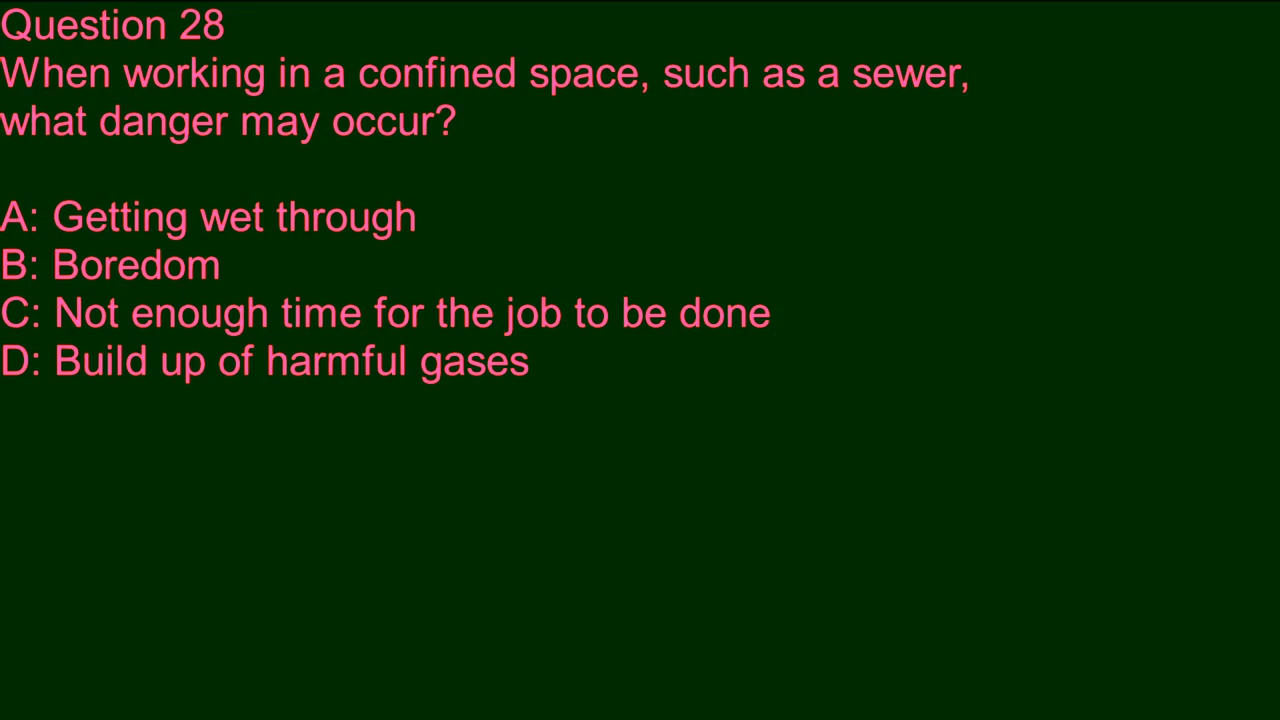 Question 28
When working in a confined space, such as a sewer,
what danger may occur?
A: Getting wet through
B: Boredom
C: Not enough time for the job to be done
D: Build up of harmful gases